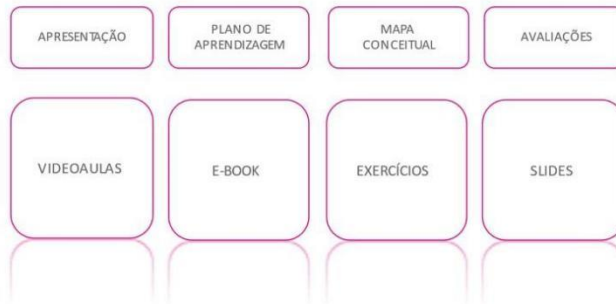 APRESENTAÇÃO
PLANO DE
APRENDIZAGEM
MAPA
CONCEITUAL
AVALIAÇÕES
VIDEOAULAS
E-BOOK
EXERCÍCIOS
SLIDES